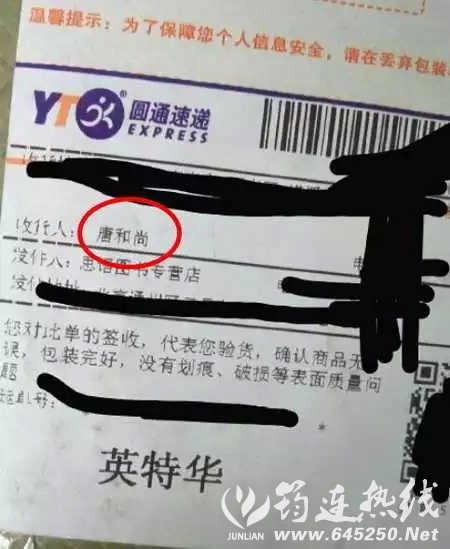 温馨提示：为了保障您个人信息安全，请在丢弃包装
YTO 圆通速递
EXPRESS
收件人：唐和尚
发件人：思语图书专营店
您对此单的签收，代表您验货，确认商品无
误，包装完好，没有划痕、破损等表面质量问
题
英特华
筠连热线
JUNLIAN www.645250.Net